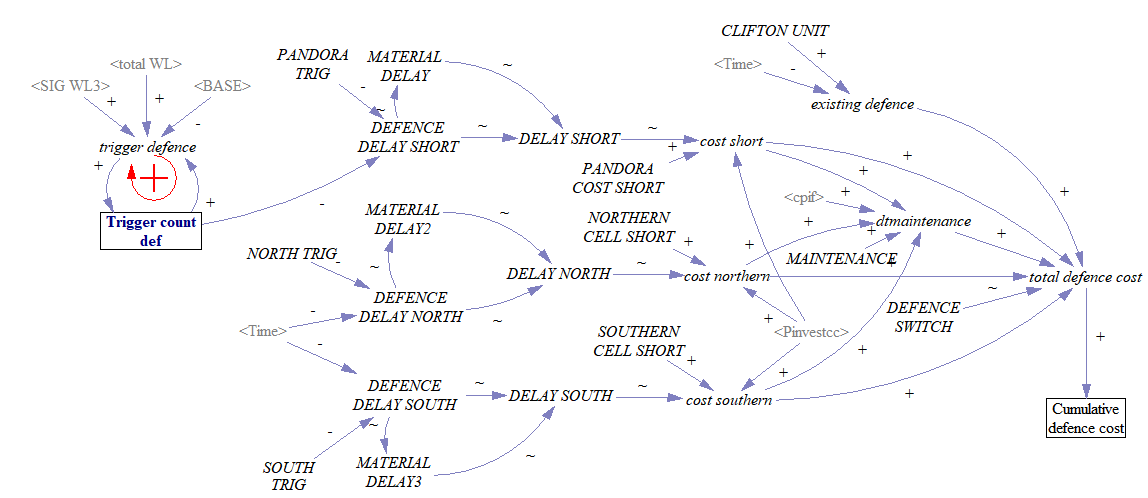 CLIFTON UNIT
<Time>
existing defence
PANDORA
TRIG
MATERIAL
DELAY
<total WL>
<SIG WL3>
<BASE>
trigger defence
Trigger count
def
DEFENCE
DELAY SHORT
DELAY SHORT
cost short
PANDORA
COST SHORT
<cpif>
dtmaintenance
MAINTENANCE
MATERIAL
DELAY2
NORTHERN
CELL SHORT
NORTH TRIG
DELAY NORTH
cost northern
total defence cost
DEFENCE
DELAY NORTH
<Time>
DEFENCE
SWITCH
<Pinvestcc>
SOUTHERN
CELL SHORT
DEFENCE
DELAY SOUTH
DELAY SOUTH
cost southern
Cumulative
defence cost
SOUTH
TRIG
MATERIAL
DELAY3